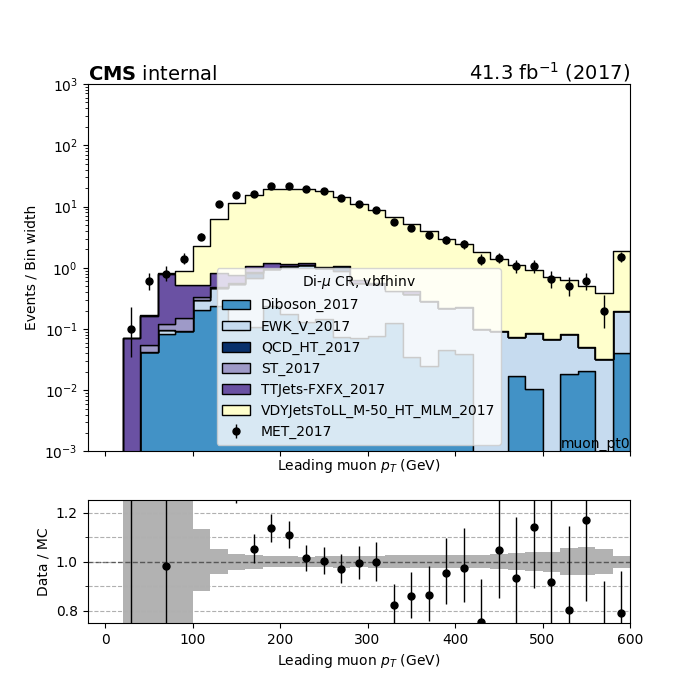 CMS internal 41.3 fb⁻¹ (2017)
10³
10²
10¹
10⁰
10⁻¹
10⁻²
10⁻³
Events / Bin width
Di-μ CR, vbfhinv
Diboson_2017
EWK_V_2017
QCD_HT_2017
ST_2017
TTJets-FXFX_2017
VDYJetsToLL_M-50_HT_MLM_2017
MET_2017
muon_pt0
Leading muon p_T (GeV)
1.2
1.0
0.8
Data / MC
0 100 200 300 400 500 600
Leading muon p_T (GeV)